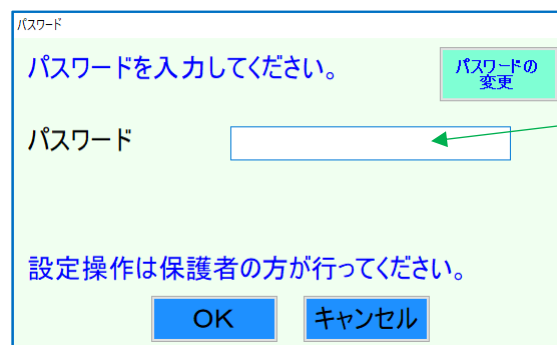 パスワード
パスワードを入力してください。
パスワードの
変更
パスワード
設定操作は保護者の方が行ってください。
OK
キャンセル